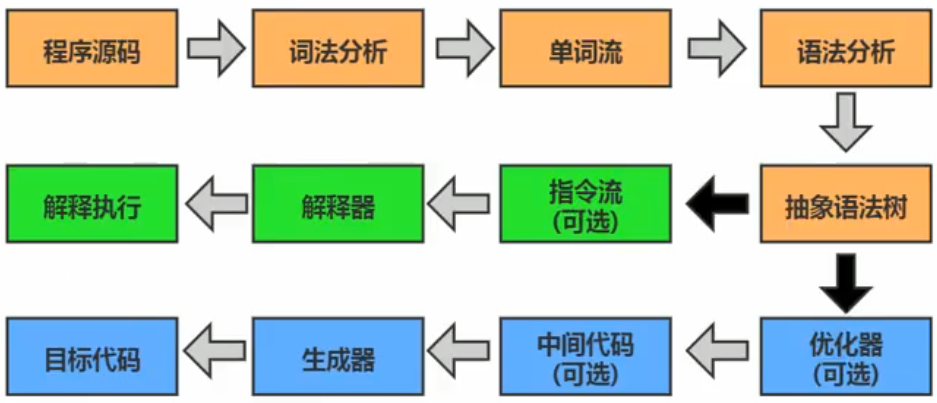 程序源码
词法分析
单词流
语法分析
解释执行
解释器
指令流
(可选)
抽象语法树
目标代码
生成器
中间代码
(可选)
优化器
(可选)